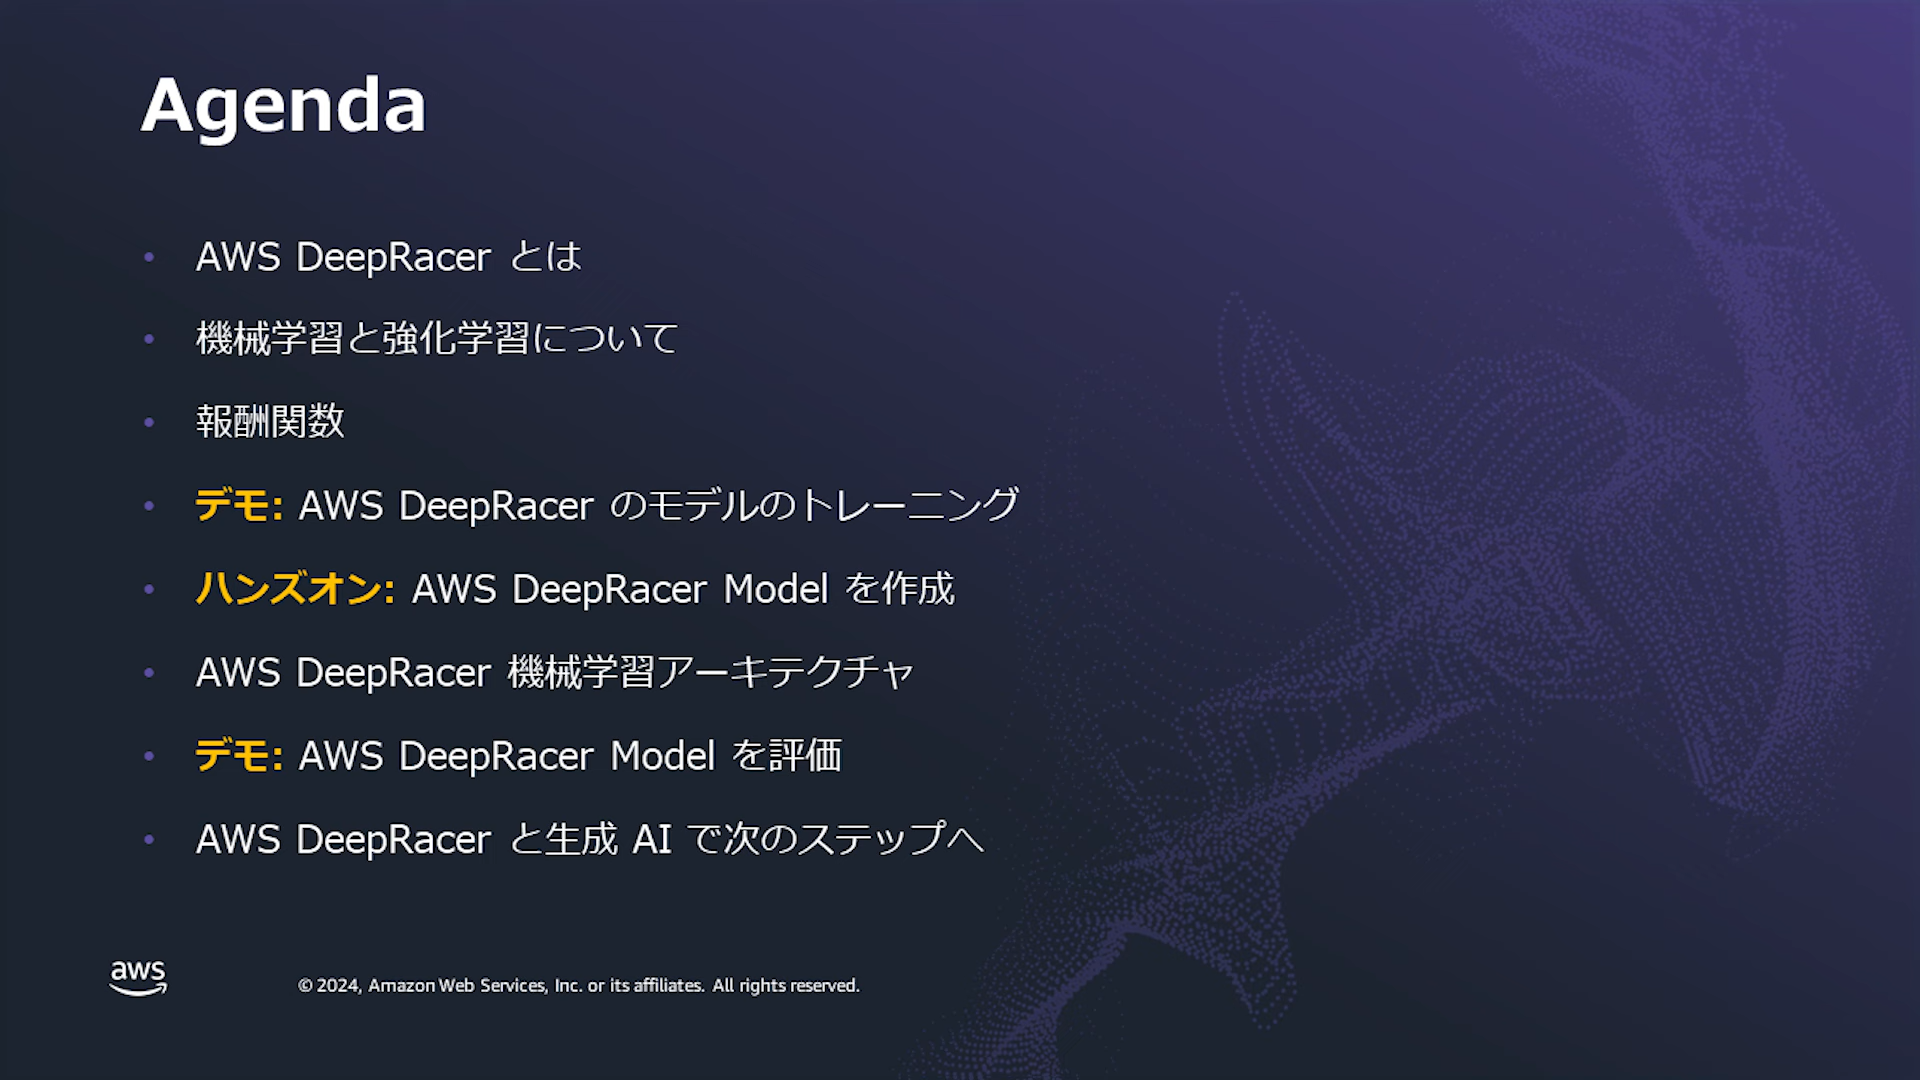 Agenda
• AWS DeepRacer とは
• 機械学習と強化学習について
• 報酬関数
• デモ: AWS DeepRacer のモデルのトレーニング
• ハンズオン: AWS DeepRacer Model を作成
• AWS DeepRacer 機械学習アーキテクチャ
• デモ: AWS DeepRacer Model を評価
• AWS DeepRacer と生成 AI で次のステップへ
aws
© 2024, Amazon Web Services, Inc. or its affiliates. All rights reserved.